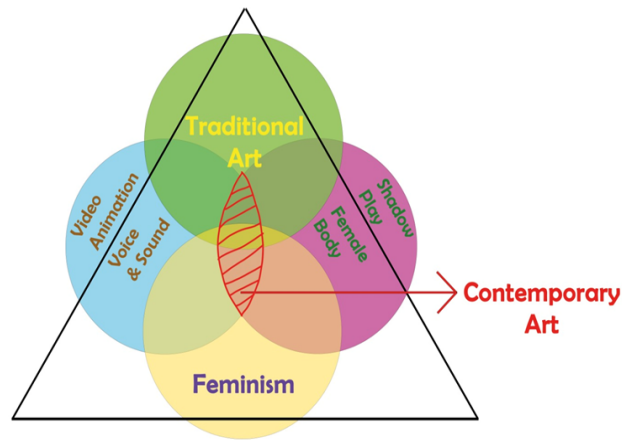 Traditional
Art
Video
Animation
Voice
& Sound
Shadow
Play
Female
Body
Contemporary
Art
Feminism